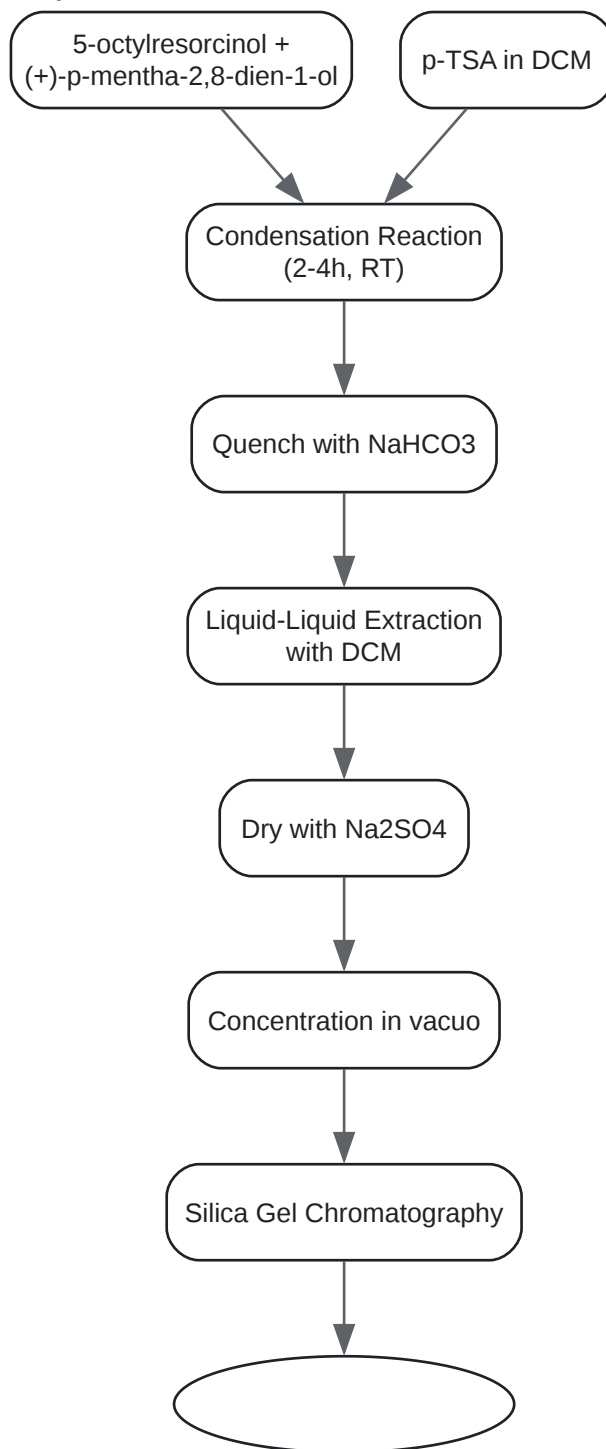 5-octylresorcinol +
(+)-p-mentha-2,8-dien-1-ol
p-TSA in DCM
Condensation Reaction
(2-4h, RT)
Quench with NaHCO3
Liquid-Liquid Extraction
with DCM
Dry with Na2SO4
Concentration in vacuo
Silica Gel Chromatography